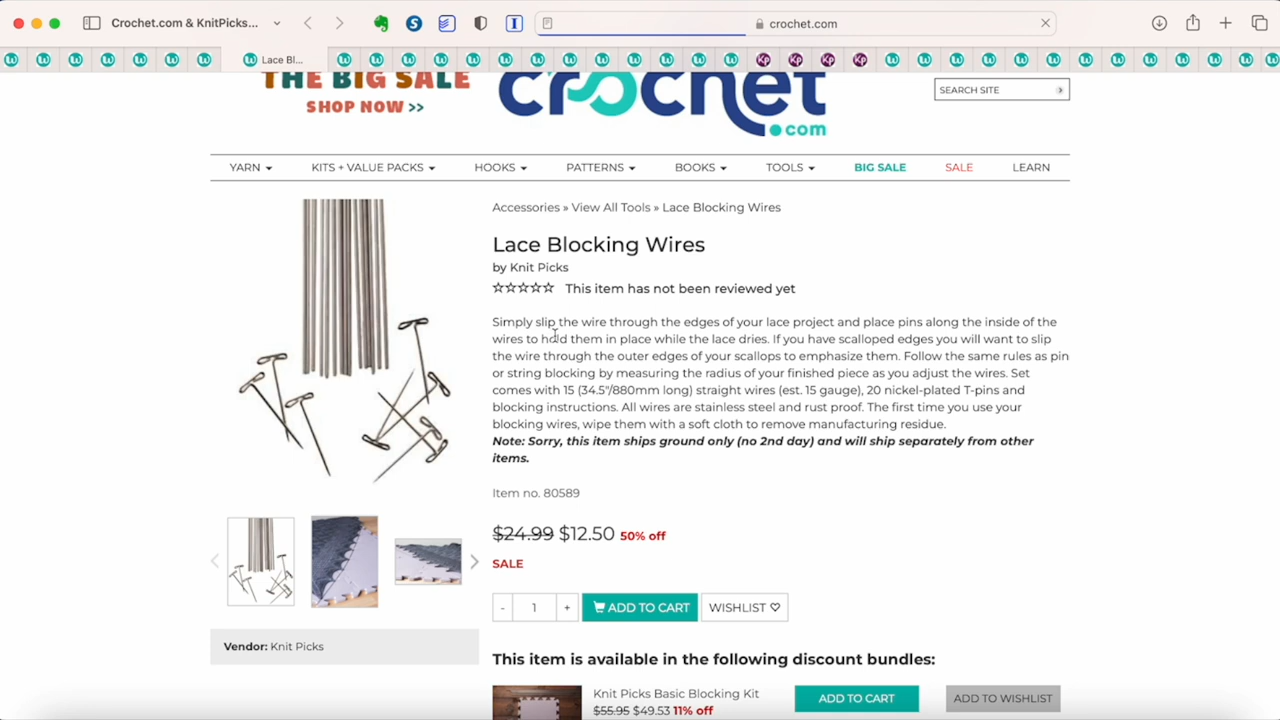 Crochet.com & KnitPicks...
crochet.com
Lace Bl...
THE BIG SALE
SHOP NOW >>
crochet
.com
SEARCH SITE
YARN
KITS + VALUE PACKS
HOOKS
PATTERNS
BOOKS
TOOLS
BIG SALE
SALE
LEARN
Accessories » View All Tools » Lace Blocking Wires
Lace Blocking Wires
by Knit Picks
This item has not been reviewed yet
Simply slip the wire through the edges of your lace project and place pins along the inside of the
wires to hold them in place while the lace dries. If you have scalloped edges you will want to slip
the wire through the outer edges of your scallops to emphasize them. Follow the same rules as pin
or string blocking by measuring the radius of your finished piece as you adjust the wires. Set
comes with 15 (34.5"/880mm long) straight wires (est. 15 gauge), 20 nickel-plated T-pins and
blocking instructions. All wires are stainless steel and rust proof. The first time you use your
blocking wires, wipe them with a soft cloth to remove manufacturing residue.
Note: Sorry, this item ships ground only (no 2nd day) and will ship separately from other
items.
Item no. 80589
$24.99 $12.50 50% off
SALE
- 1 + ADD TO CART WISHLIST
Vendor: Knit Picks
This item is available in the following discount bundles:
Knit Picks Basic Blocking Kit
$55.95 $49.53 11% off
ADD TO CART
ADD TO WISHLIST